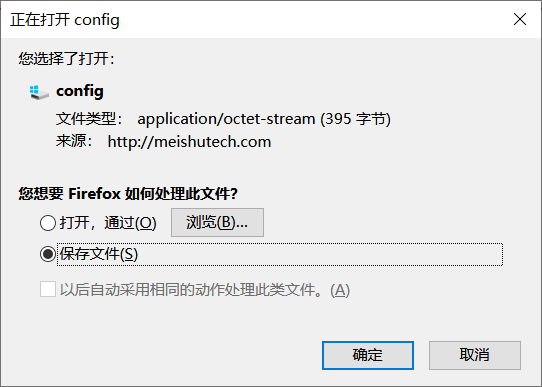 正在打开 config
您选择了打开：
config
文件类型： application/octet-stream (395 字节)
来源： http://meishutech.com
您想要 Firefox 如何处理此文件？
打开，通过(O) 浏览(B)...
保存文件(S)
以后自动采用相同的动作处理此类文件。(A)
确定 取消